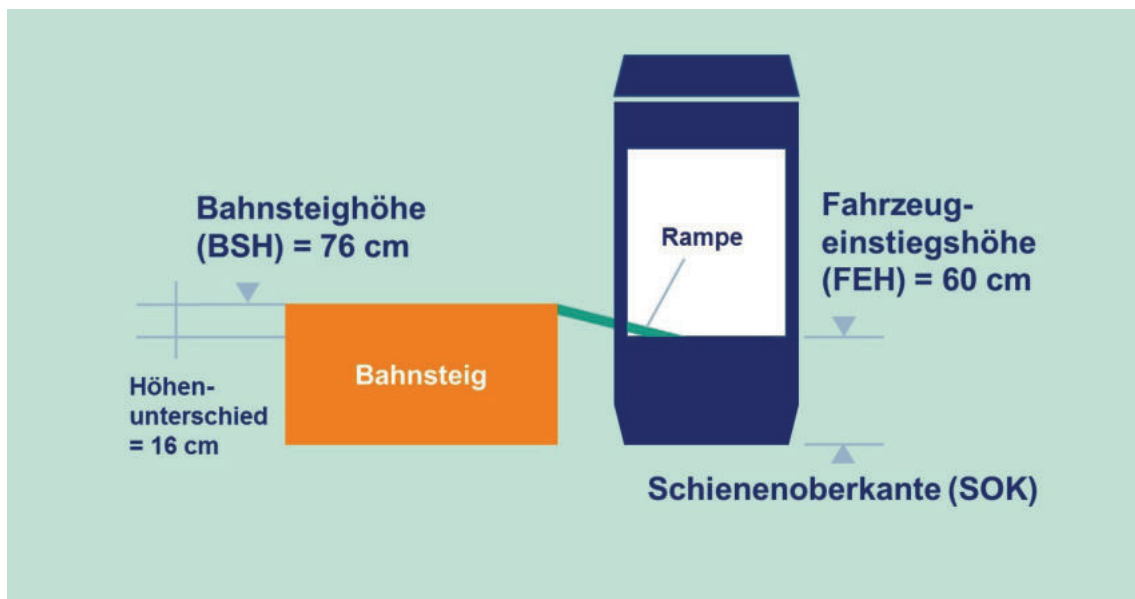 Bahnsteighöhe
(BSH) = 76 cm
Fahrzeug-
einstiegshöhe
(FEH) = 60 cm
Rampe
Bahnsteig
Höhen-
unterschied
= 16 cm
Schienenoberkante (SOK)